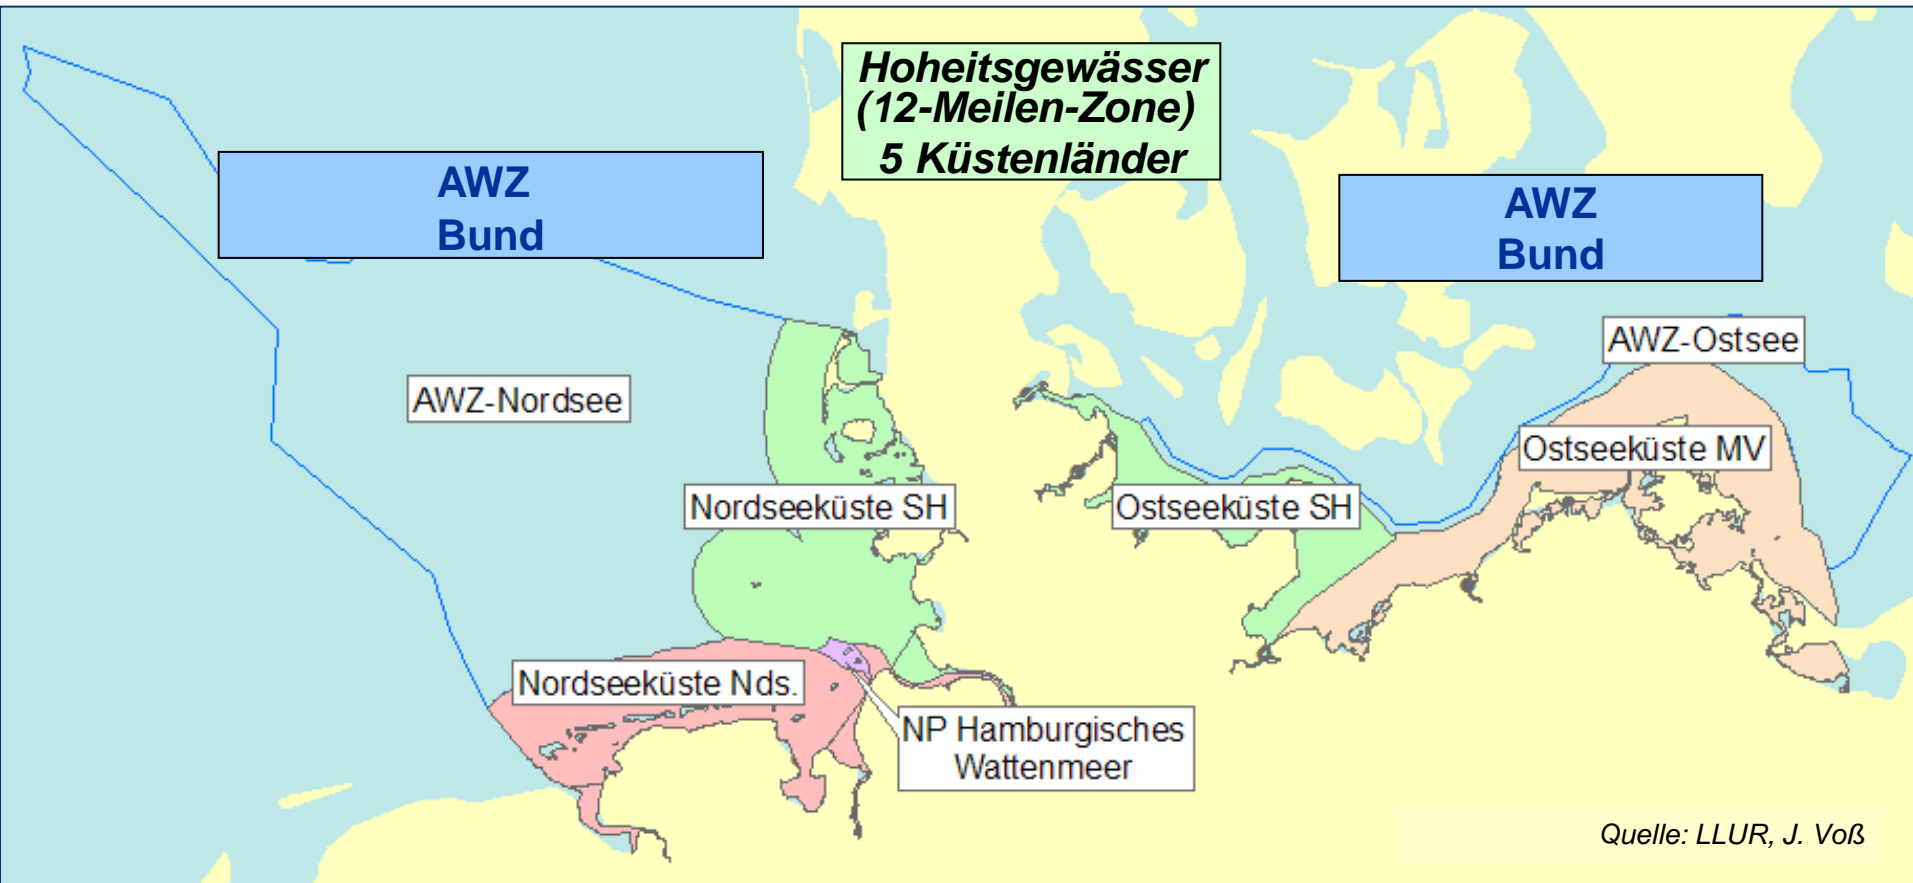 Hoheitsgewässer
(12-Meilen-Zone)
5 Küstenländer
AWZ
Bund
AWZ
Bund
AWZ-Ostsee
AWZ-Nordsee
Ostseeküste MV
Nordseeküste SH
Ostseeküste SH
Nordseeküste Nds.
NP Hamburgisches
Wattenmeer
Quelle: LLUR, J. Voß